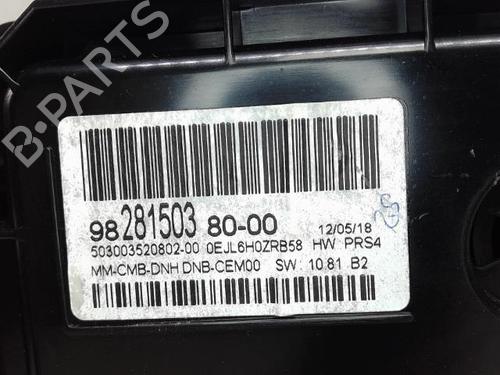 B-PARTS
98 281503 80-00 12/05/18
503003520802-00 0EJL6H0ZRB58 HW PRS4
MM-CMB-DNH DNB-CEM00 SW : 10.81 B2